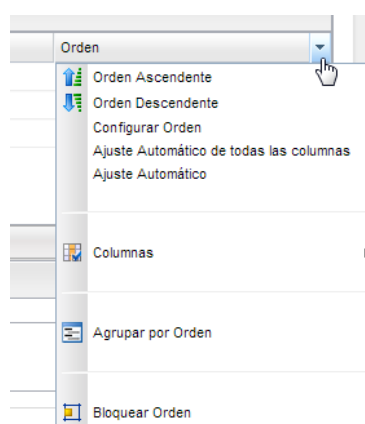 Orden
Orden Ascendente
Orden Descendente
Configurar Orden
Ajuste Automático de todas las columnas
Ajuste Automático
Columnas
Agrupar por Orden
Bloquear Orden